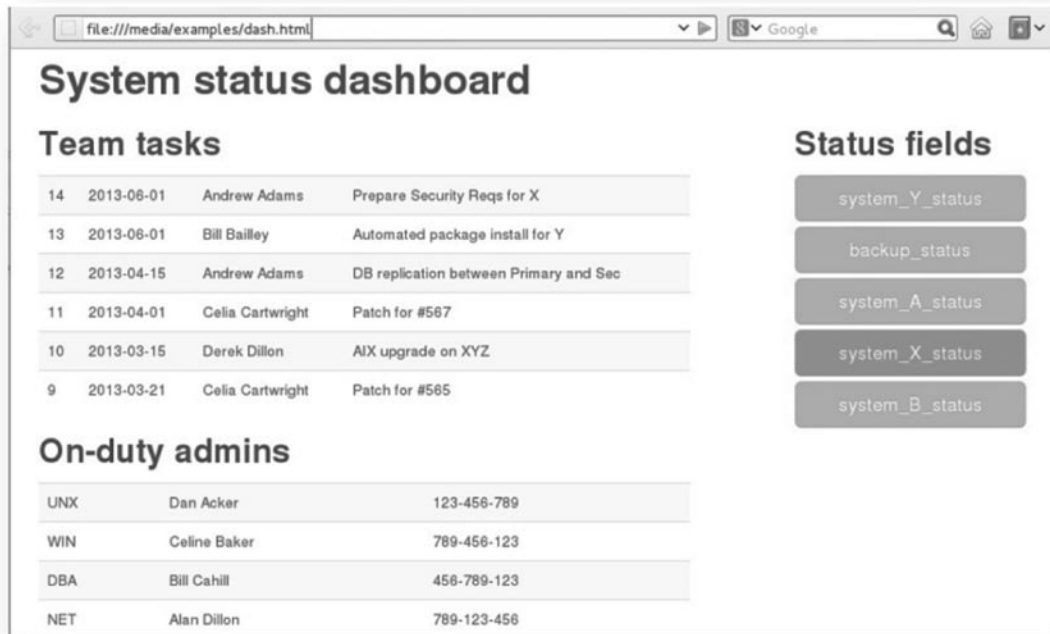 file:///media/examples/dash.html
Google
System status dashboard
Team tasks
14 2013-06-01 Andrew Adams Prepare Security Reqs for X
13 2013-06-01 Bill Bailley Automated package install for Y
12 2013-04-15 Andrew Adams DB replication between Primary and Sec
11 2013-04-01 Celia Cartwright Patch for #567
10 2013-03-15 Derek Dillon AIX upgrade on XYZ
9 2013-03-21 Celia Cartwright Patch for #565
On-duty admins
UNX Dan Acker 123-456-789
WIN Celine Baker 789-456-123
DBA Bill Cahill 456-789-123
NET Alan Dillon 789-123-456
Status fields
system_Y_status
backup_status
system_A_status
system_X_status
system_B_status